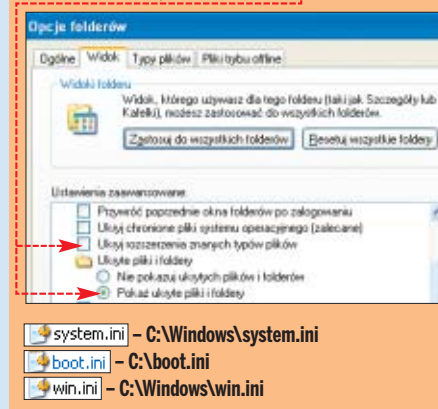 Opcje folderów
Ogólne Widok Typy plików Pliki trybu offline
Widoki folderu
Widok, którego używasz dla tego folderu (taki jak Szczegóły lub
Kafelki), możesz zastosować do wszystkich folderów.
Zastosuj do wszystkich folderów Resetuj wszystkie foldery
Ustawienia zaawansowane:
Przywróć poprzednie okna folderów po zalogowaniu
Ukryj chronione pliki systemu operacyjnego (zalecane)
Ukryj rozszerzenia znanych typów plików
Ukryte pliki i foldery
Nie pokazuj ukrytych plików i folderów
Pokaż ukryte pliki i foldery
system.ini – C:\Windows\system.ini
boot.ini – C:\boot.ini
win.ini – C:\Windows\win.ini